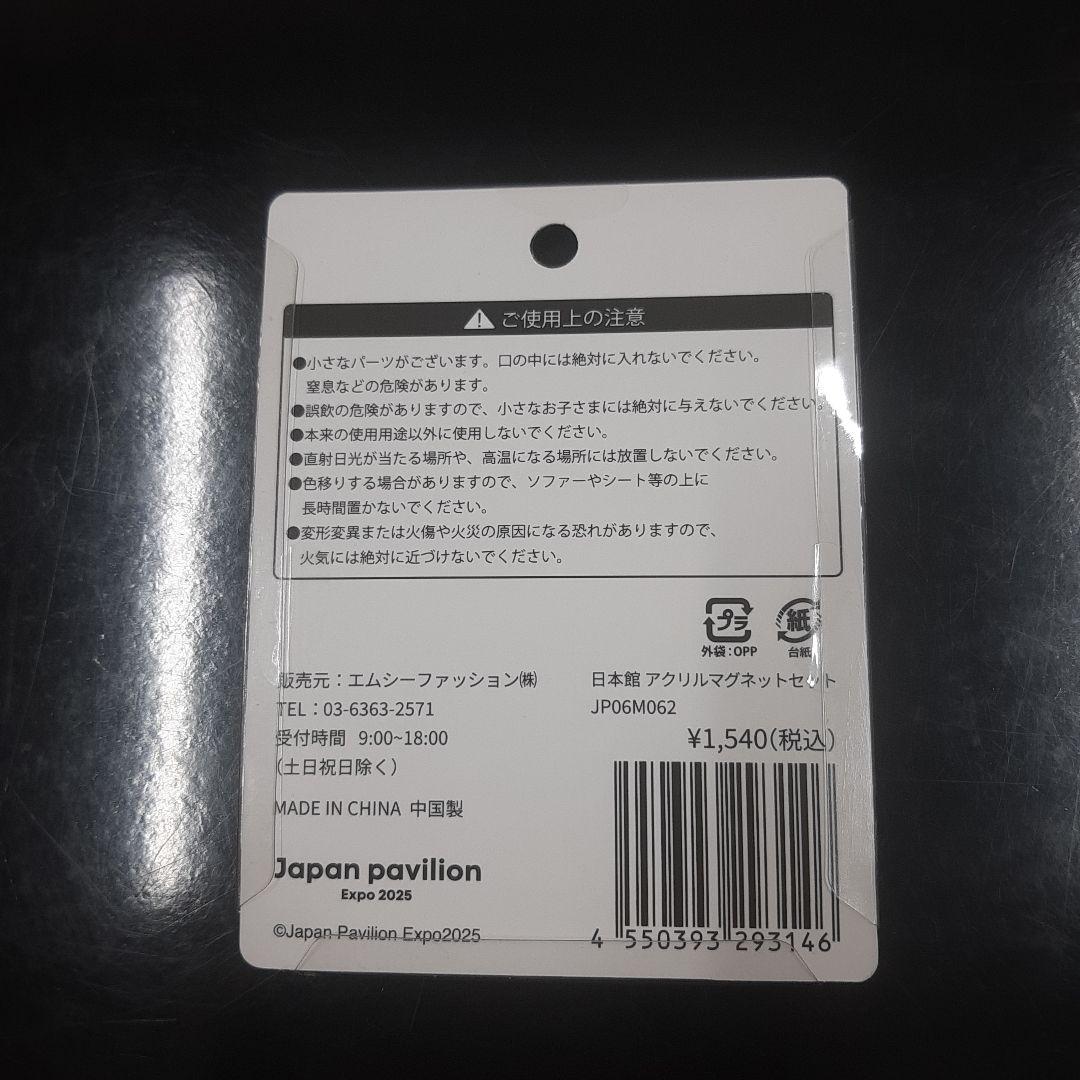 ⚠ ご使用上の注意
●小さなパーツがございます。口の中には絶対に入れないでください。
窒息などの危険があります。
●誤飲の危険がありますので、小さなお子さまには絶対に与えないでください。
●本来の使用用途以外に使用しないでください。
●直射日光が当たる場所や、高温になる場所には放置しないでください。
●色移りする場合がありますので、ソファーやシート等の上に
長時間置かないでください。
●変形変異または火傷や火災の原因になる恐れがありますので、
火気には絶対に近づけないでください。
プラ
外袋：OPP
紙
台紙
販売元：エムシーファッション㈱
TEL：03-6363-2571
受付時間 9:00~18:00
（土日祝日除く）
MADE IN CHINA 中国製
Japan pavilion
Expo 2025
©Japan Pavilion Expo2025
日本館 アクリルマグネットセット
JP06M062
¥1,540（税込）
4 550393 293146